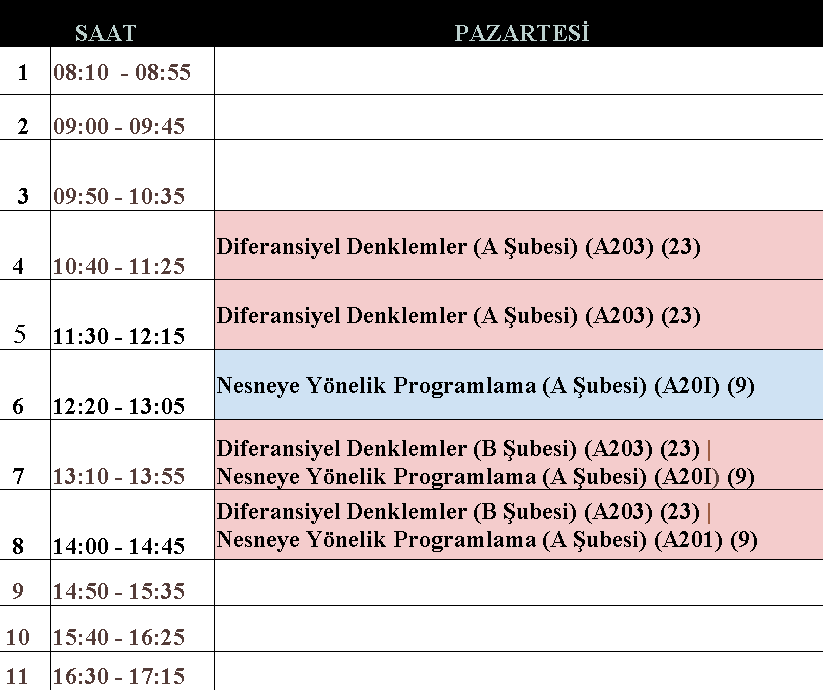 SAAT PAZARTESİ
1 08:10 - 08:55
2 09:00 - 09:45
3 09:50 - 10:35
4 10:40 - 11:25 Diferansiyel Denklemler (A Şubesi) (A203) (23)
5 11:30 - 12:15 Diferansiyel Denklemler (A Şubesi) (A203) (23)
6 12:20 - 13:05 Nesneye Yönelik Programlama (A Şubesi) (A20I) (9)
7 13:10 - 13:55 Diferansiyel Denklemler (B Şubesi) (A203) (23) |
Nesneye Yönelik Programlama (A Şubesi) (A20I) (9)
8 14:00 - 14:45 Diferansiyel Denklemler (B Şubesi) (A203) (23) |
Nesneye Yönelik Programlama (A Şubesi) (A201) (9)
9 14:50 - 15:35
10 15:40 - 16:25
11 16:30 - 17:15